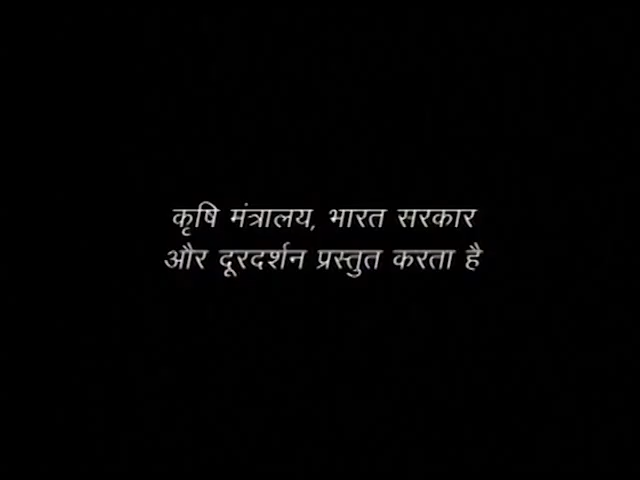 कृषि मंत्रालय, भारत सरकार
और दूरदर्शन प्रस्तुत करता है